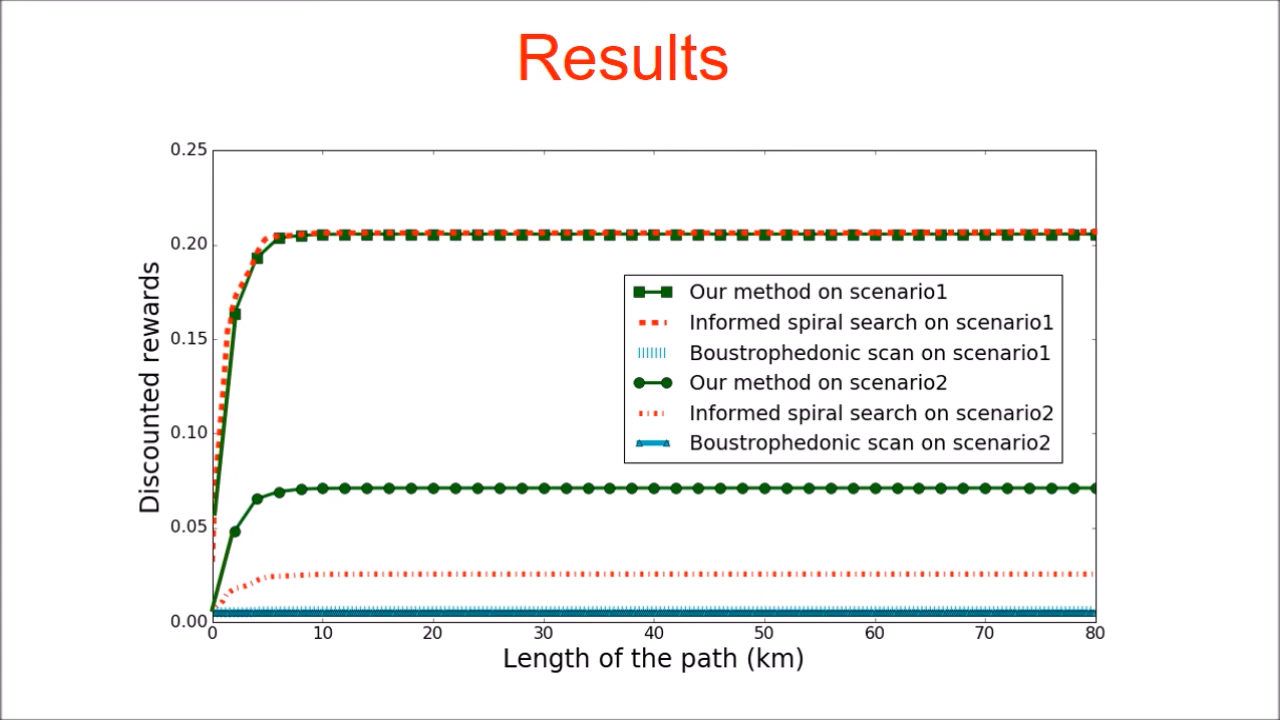 Results
0.25
0.20
0.15
0.10
0.05
0.00
Discounted rewards
Our method on scenario1
Informed spiral search on scenario1
Boustrophedonic scan on scenario1
Our method on scenario2
Informed spiral search on scenario2
Boustrophedonic scan on scenario2
0 10 20 30 40 50 60 70 80
Length of the path (km)